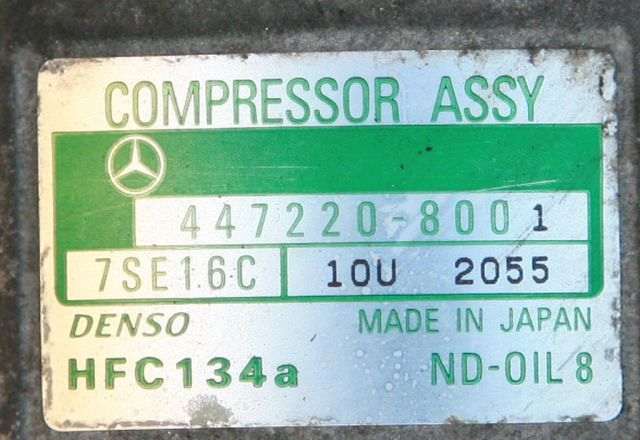 COMPRESSOR ASSY
447220-8001
7SE16C 10U 2055
DENSO MADE IN JAPAN
HFC134a ND-OIL 8